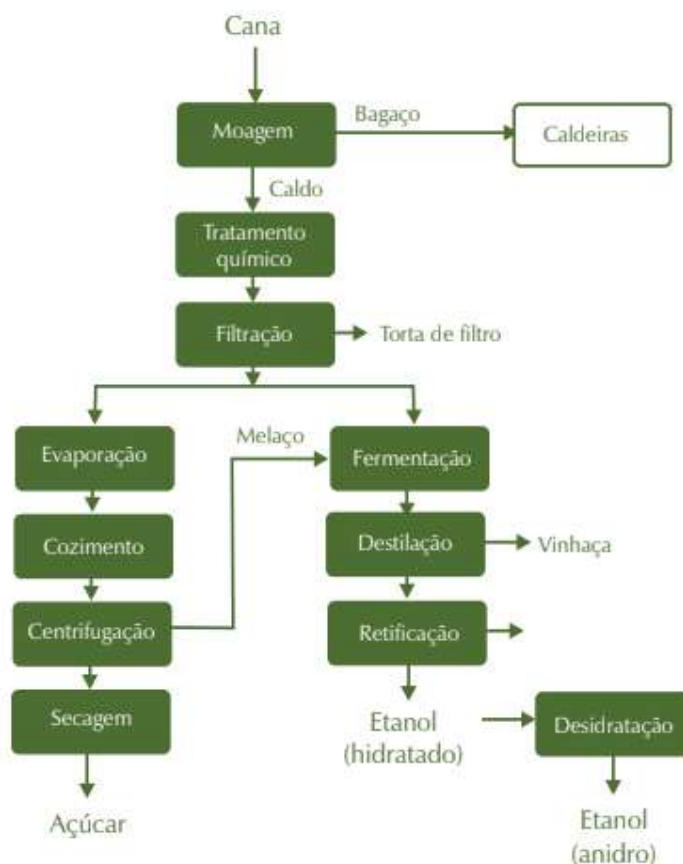 Cana
Moagem
Bagaço
Caldeiras
Caldo
Tratamento
químico
Filtração
Torta de filtro
Evaporação
Melaço
Fermentação
Cozimento
Destilação
Vinhaça
Centrifugação
Retificação
Secagem
Etanol
(hidratado)
Desidratação
Açúcar
Etanol
(anidro)